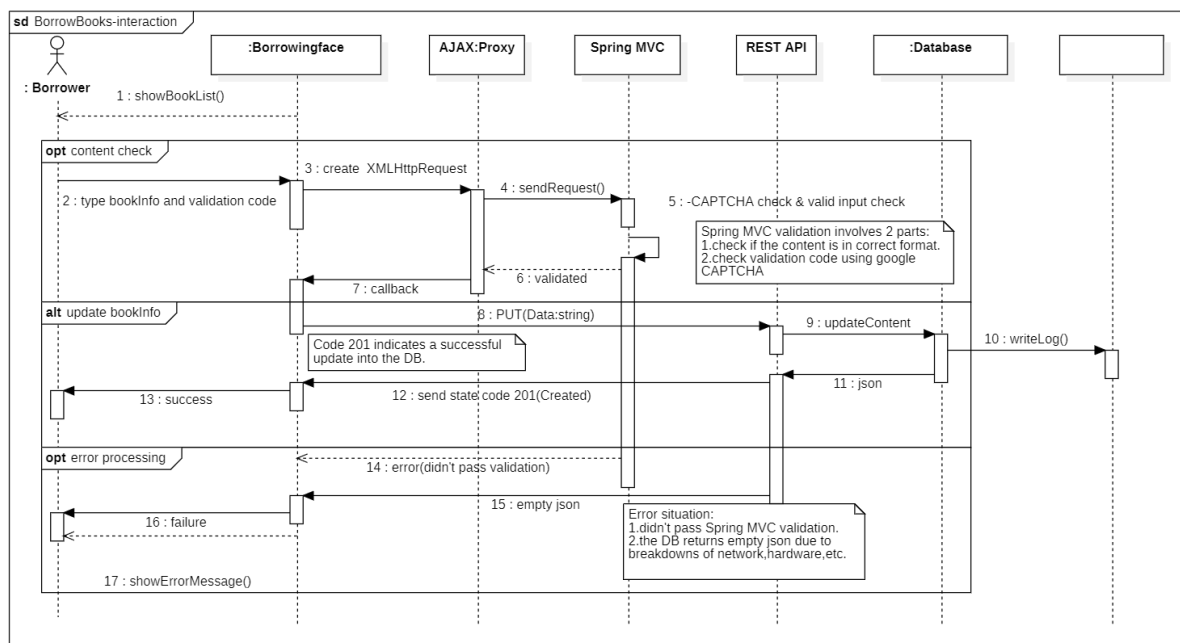 sd BorrowBooks-interaction
: Borrower
:Borrowingface
AJAX:Proxy
Spring MVC
REST API
:Database
1 : showBookList()
opt content check
3 : create XMLHttpRequest
4 : sendRequest()
2 : type bookInfo and validation code
5 : -CAPTCHA check & valid input check
Spring MVC validation involves 2 parts:
1.check if the content is in correct format.
2.check validation code using google
CAPTCHA
6 : validated
7 : callback
alt update bookInfo
8 : PUT(Data:string)
9 : updateContent
10 : writeLog()
Code 201 indicates a successful
update into the DB.
11 : json
12 : send state code 201(Created)
13 : success
opt error processing
14 : error(didn't pass validation)
15 : empty json
16 : failure
Error situation:
1.didn't pass Spring MVC validation.
2.the DB returns empty json due to
breakdowns of network,hardware,etc.
17 : showErrorMessage()